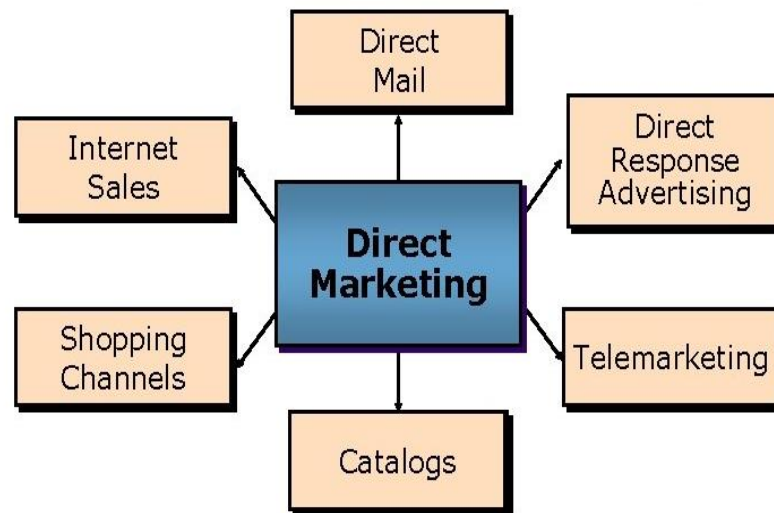 Direct
Mail
Internet
Sales
Direct
Response
Advertising
Direct
Marketing
Shopping
Channels
Telemarketing
Catalogs